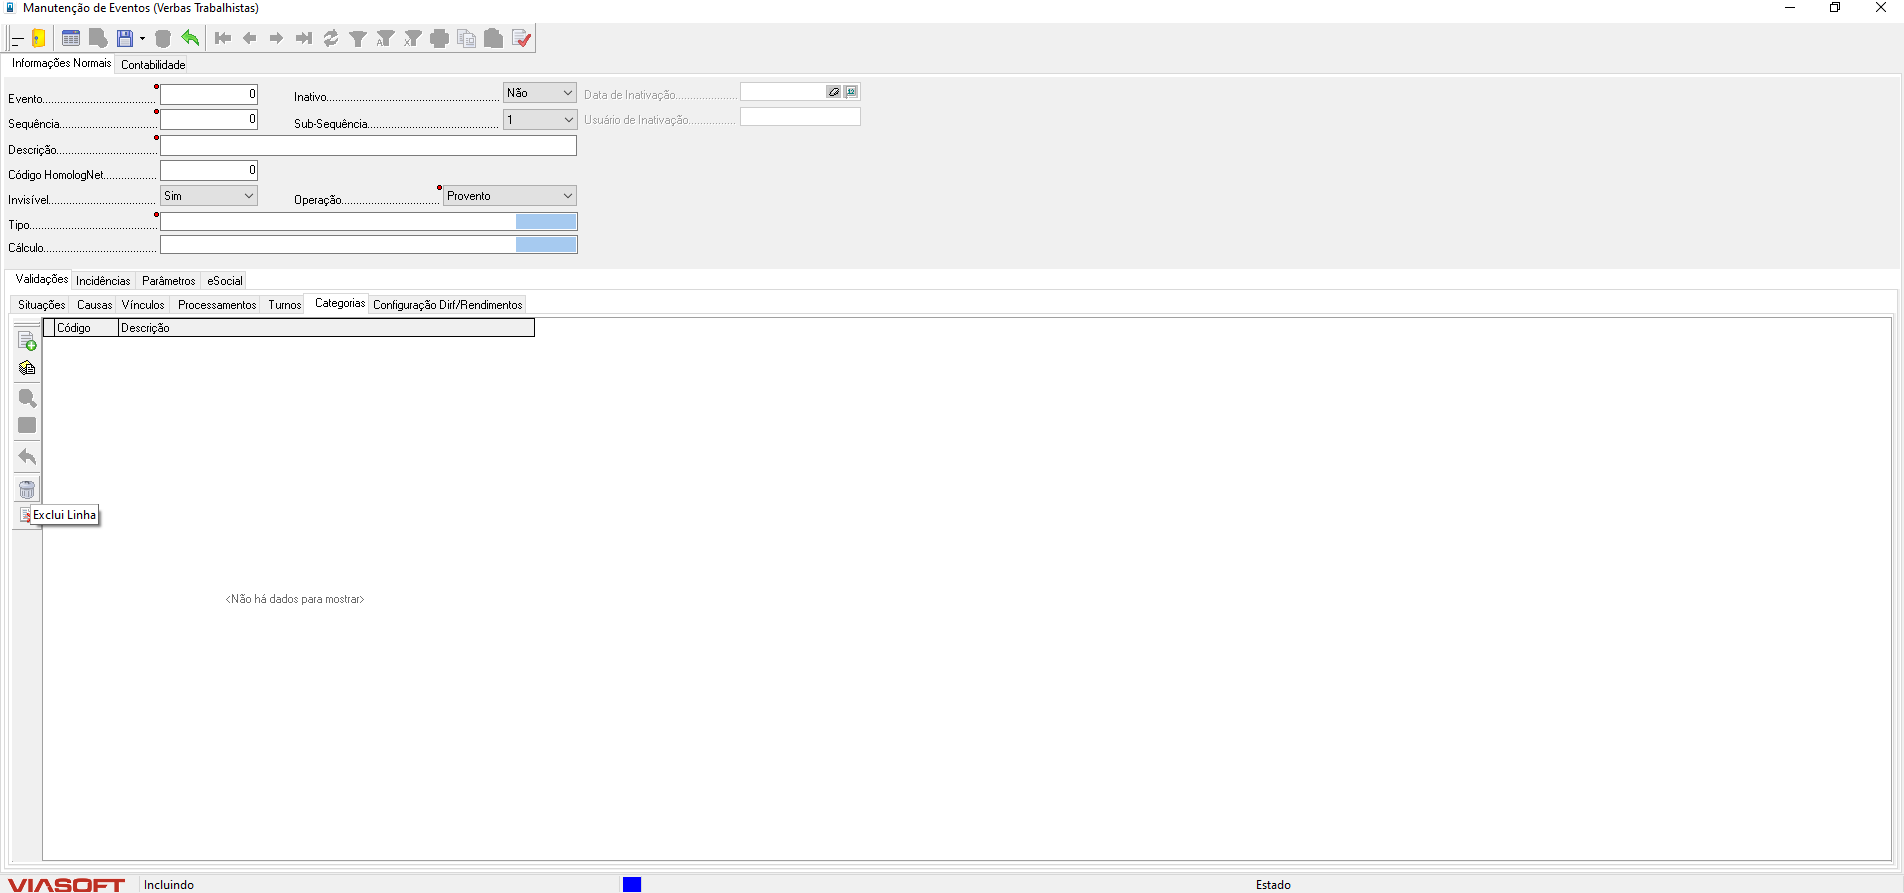 Manutenção de Eventos (Verbas Trabalhistas)
Informações Normais Contabilidade
Evento 0 Inativo Não Data de Inativação
Sequência 0 Sub-Sequência 1 Usuário de Inativação
Descrição
Código HomologNet 0
Invisível Sim Operação Provento
Tipo
Cálculo
Validações Incidências Parâmetros eSocial
Situações Causas Vínculos Processamentos Turnos Categorias Configuração Dirf/Rendimentos
Código Descrição
Exclui Linha
<Não há dados para mostrar>
VIASOFT Incluindo Estado